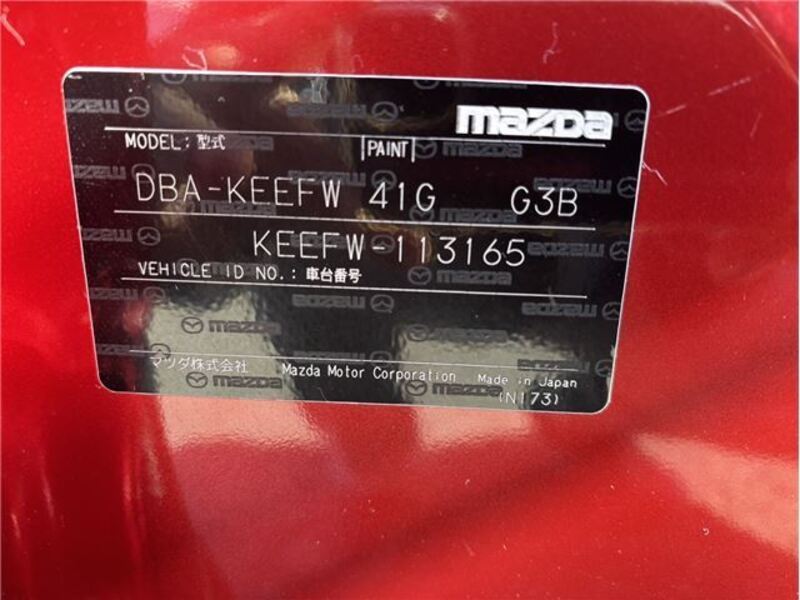 mazda
MODEL: 型式 PAINT
DBA-KEEFW 41G G3B
KEEFW-113165
VEHICLE ID NO.: 車台番号
マツダ株式会社 Mazda Motor Corporation Made in Japan
(N173)